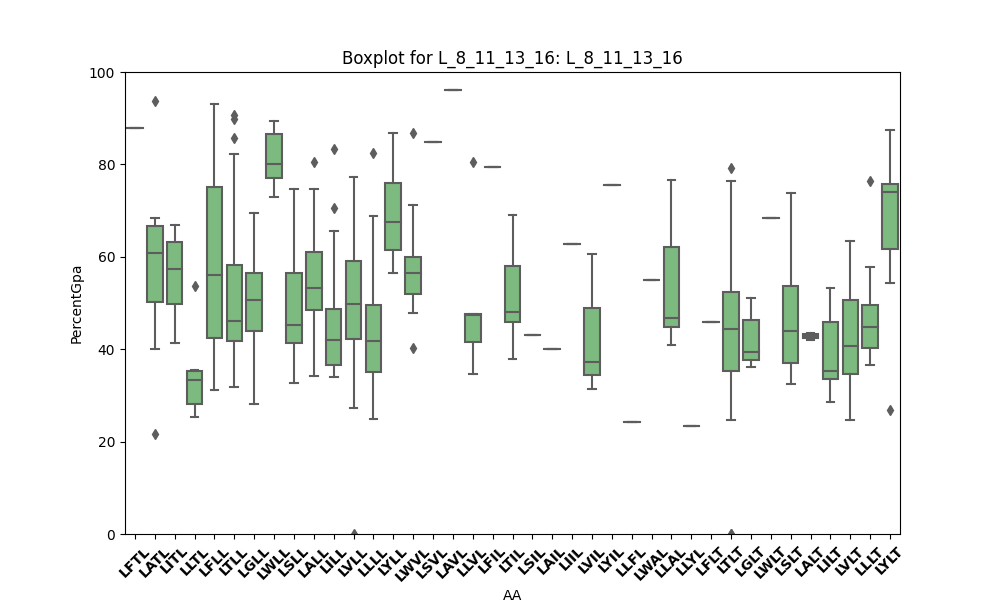 Boxplot for L_8_11_13_16: L_8_11_13_16
PercentGpa
100
80
60
40
20
0
LFTL
LATL
LITL
LLTL
LFLL
LTLL
LGLL
LWLL
LSLL
LALL
LILL
LVLL
LLLL
LYLL
LWVL
LSVL
LAVL
LLVL
LFIL
LTIL
LSIL
LAIL
LIIL
LVIL
LYIL
LLFL
LWAL
LLAL
LLYL
LFLT
LTLT
LGLT
LWLT
LSLT
LALT
LILT
LVLT
LLLT
LYLT
AA